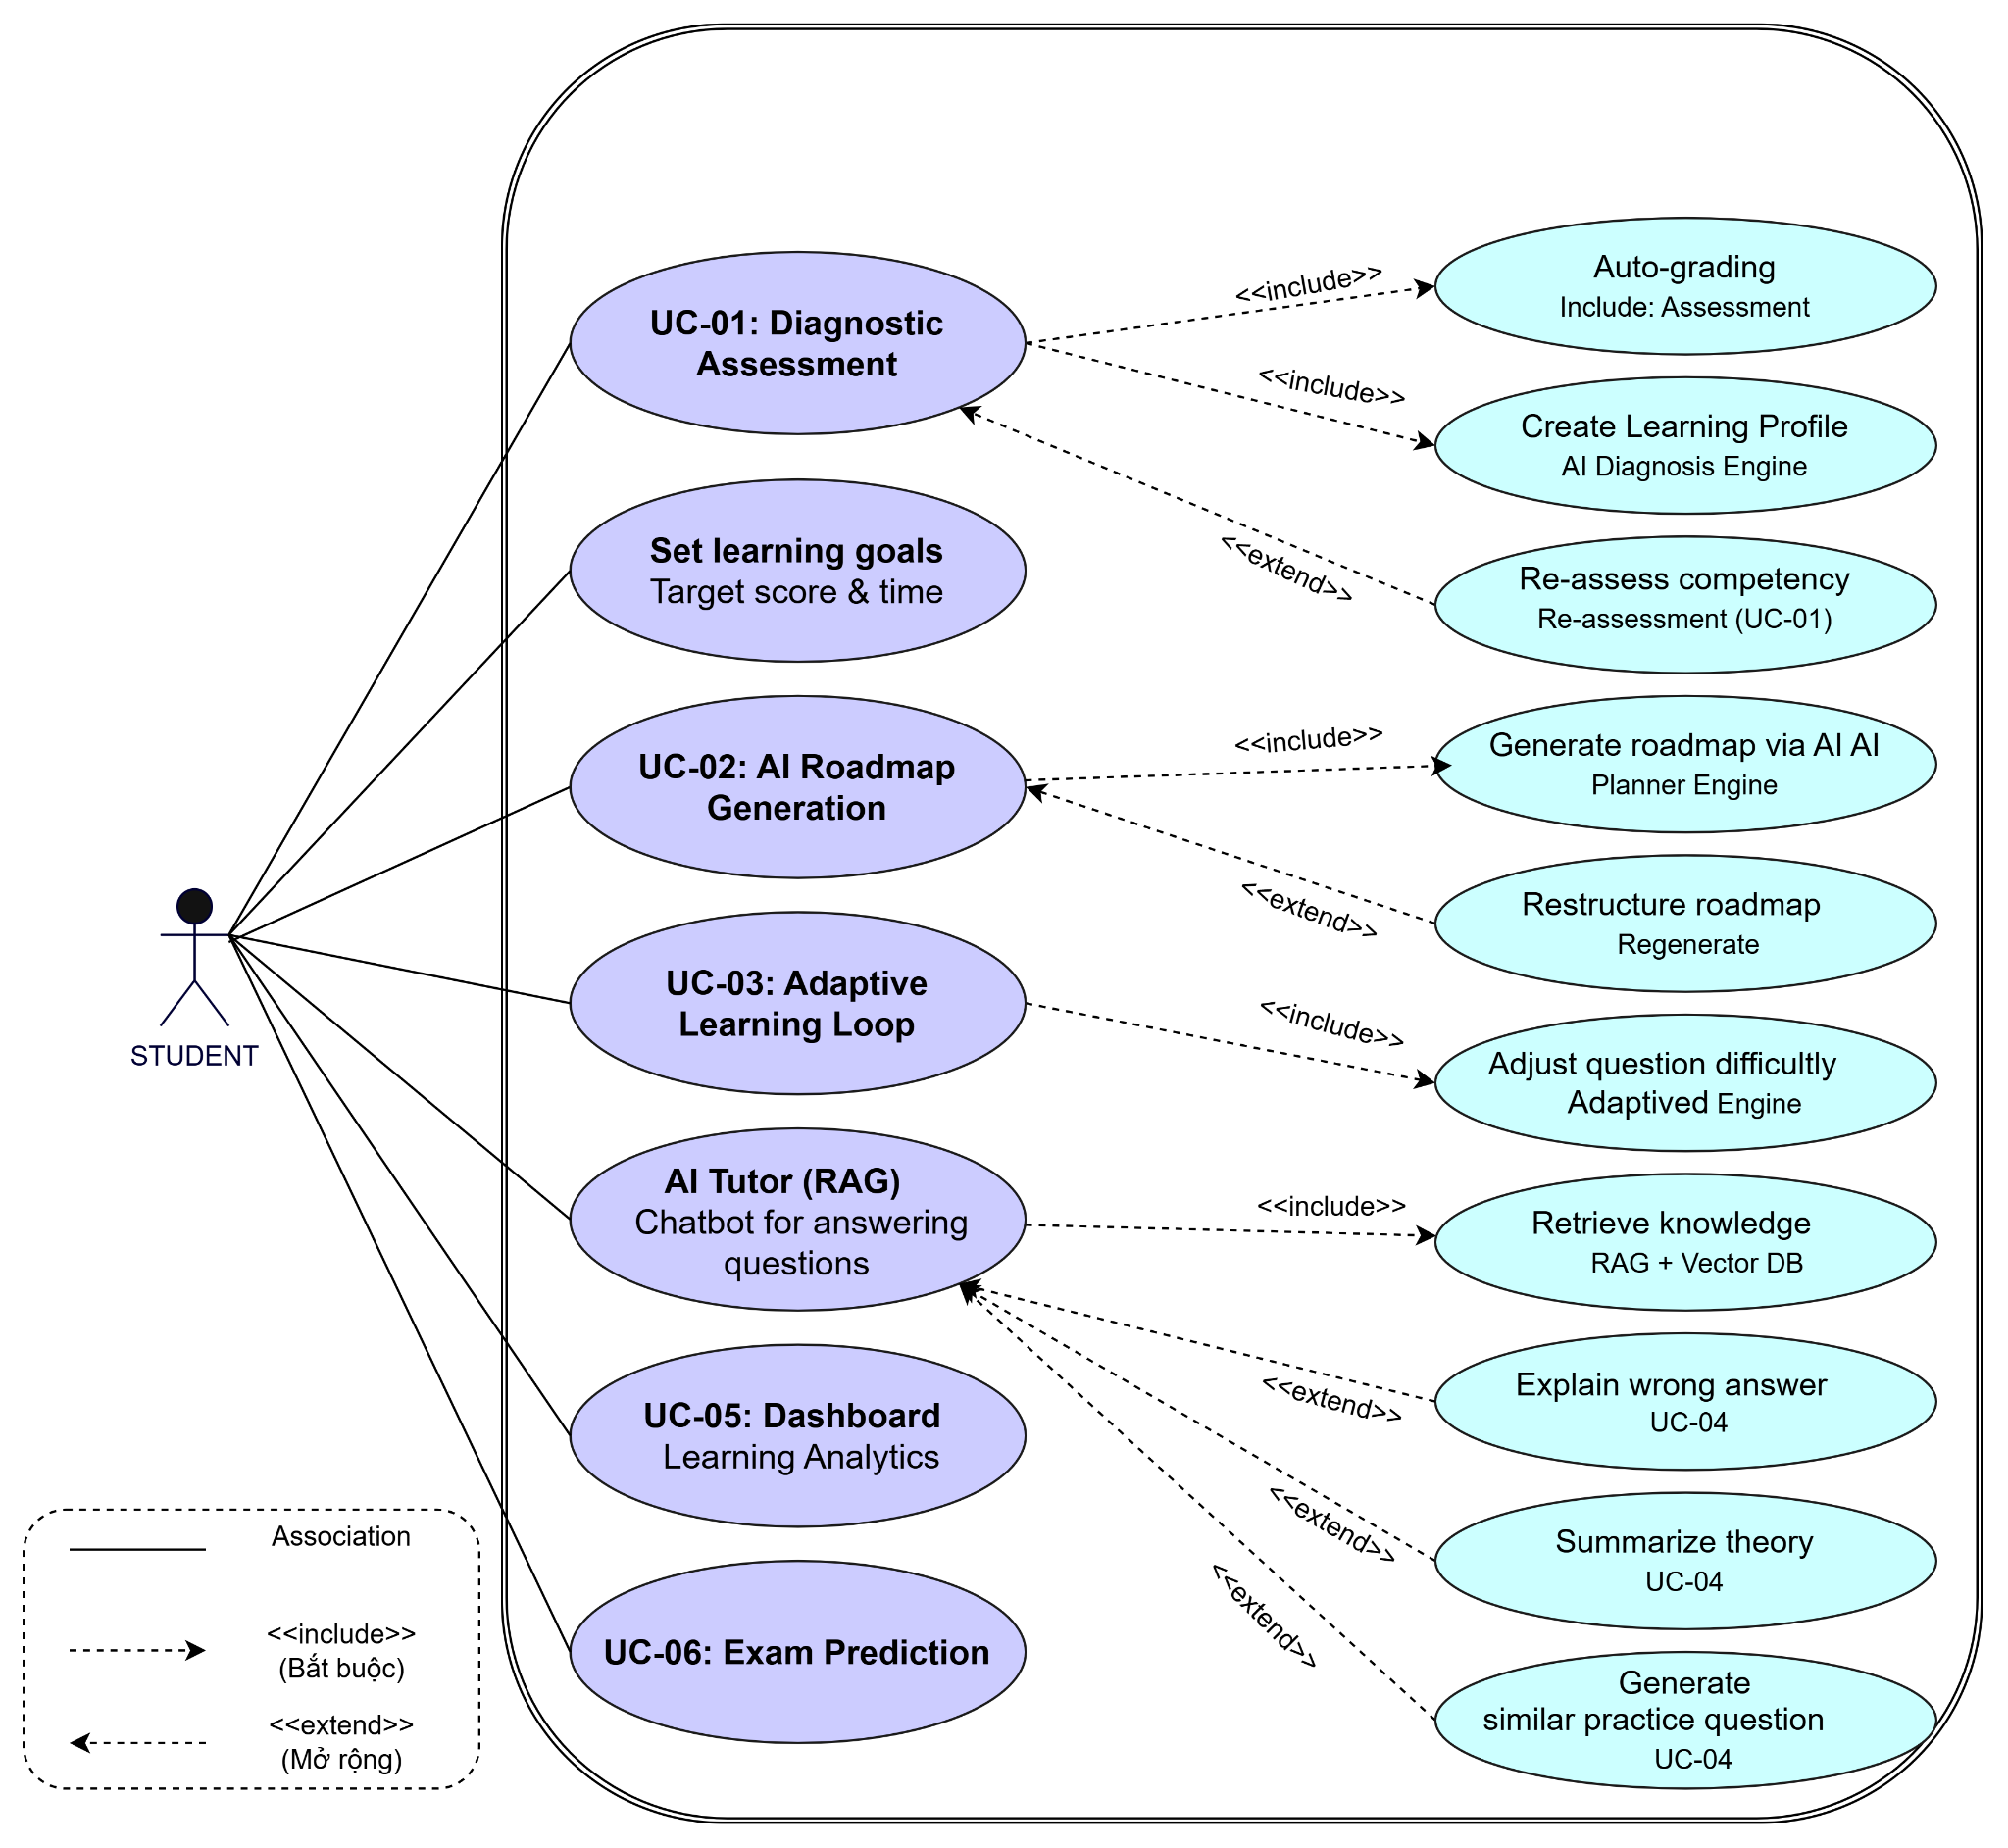 UC-01: Diagnostic
Assessment
Set learning goals
Target score & time
UC-02: AI Roadmap
Generation
UC-03: Adaptive
Learning Loop
AI Tutor (RAG)
Chatbot for answering
questions
UC-05: Dashboard
Learning Analytics
UC-06: Exam Prediction
<<include>>
<<include>>
<<extend>>
<<include>>
<<extend>>
<<include>>
<<include>>
<<extend>>
<<extend>>
<<extend>>
Auto-grading
Include: Assessment
Create Learning Profile
AI Diagnosis Engine
Re-assess competency
Re-assessment (UC-01)
Generate roadmap via AI AI
Planner Engine
Restructure roadmap
Regenerate
Adjust question difficultly
Adaptived Engine
Retrieve knowledge
RAG + Vector DB
Explain wrong answer
UC-04
Summarize theory
UC-04
Generate
similar practice question
UC-04
STUDENT
Association
<<include>>
(Bắt buộc)
<<extend>>
(Mở rộng)